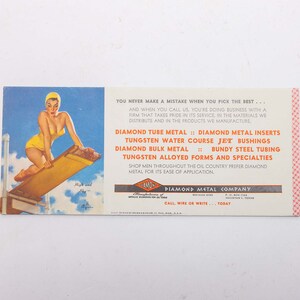 YOU NEVER MAKE A MISTAKE WHEN YOU PICK THE BEST . . .
AND WHEN YOU CALL US, YOU'RE DOING BUSINESS WITH A
FIRM THAT TAKES PRIDE IN ITS SERVICE, IN THE MATERIALS WE
DISTRIBUTE AND IN THE PRODUCTS WE MANUFACTURE.
DIAMOND TUBE METAL :: DIAMOND METAL INSERTS
TUNGSTEN WATER COURSE JET BUSHINGS
DIAMOND BULK METAL :: BUNDY STEEL TUBING
TUNGSTEN ALLOYED FORMS AND SPECIALTIES
SHOP MEN THROUGHOUT THE OIL COUNTRY PREFER DIAMOND
METAL FOR ITS EASE OF APPLICATION.
DIAMOND METAL COMPANY
CALL, WIRE OR WRITE . . . TODAY